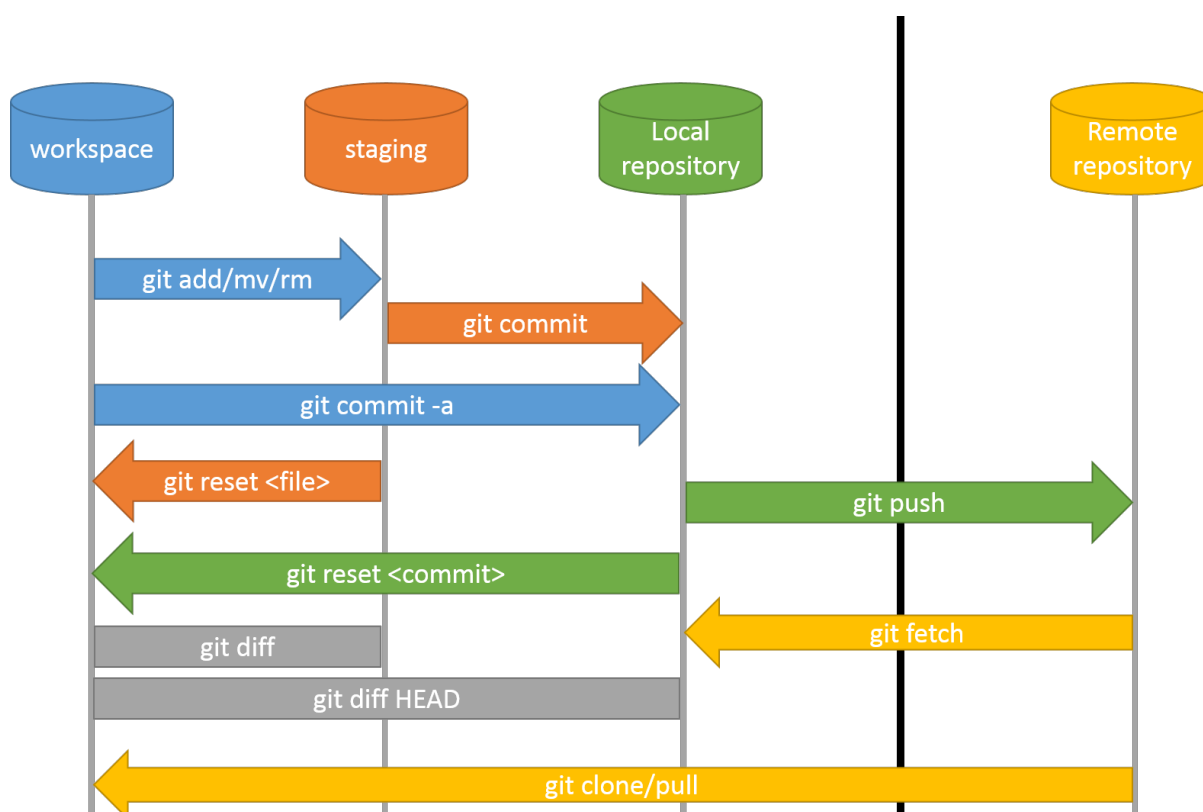 workspace
staging
Local
repository
Remote
repository
git add/mv/rm
git commit
git commit -a
git reset <file>
git push
git reset <commit>
git fetch
git diff
git diff HEAD
git clone/pull